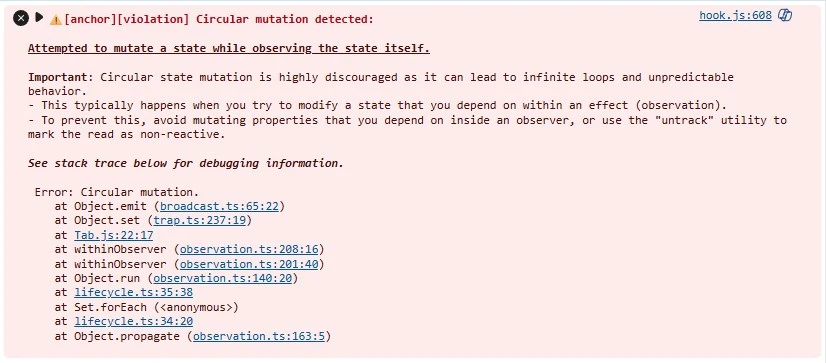 ⚠️[anchor][violation] Circular mutation detected:
hook.js:608
Attempted to mutate a state while observing the state itself.
Important: Circular state mutation is highly discouraged as it can lead to infinite loops and unpredictable
behavior.
- This typically happens when you try to modify a state that you depend on within an effect (observation).
- To prevent this, avoid mutating properties that you depend on inside an observer, or use the "untrack" utility to
mark the read as non-reactive.
See stack trace below for debugging information.
Error: Circular mutation.
at Object.emit (broadcast.ts:65:22)
at Object.set (trap.ts:237:19)
at Tab.js:22:17
at withinObserver (observation.ts:208:16)
at withinObserver (observation.ts:201:40)
at Object.run (observation.ts:140:20)
at lifecycle.ts:35:38
at Set.forEach (<anonymous>)
at lifecycle.ts:34:20
at Object.propagate (observation.ts:163:5)